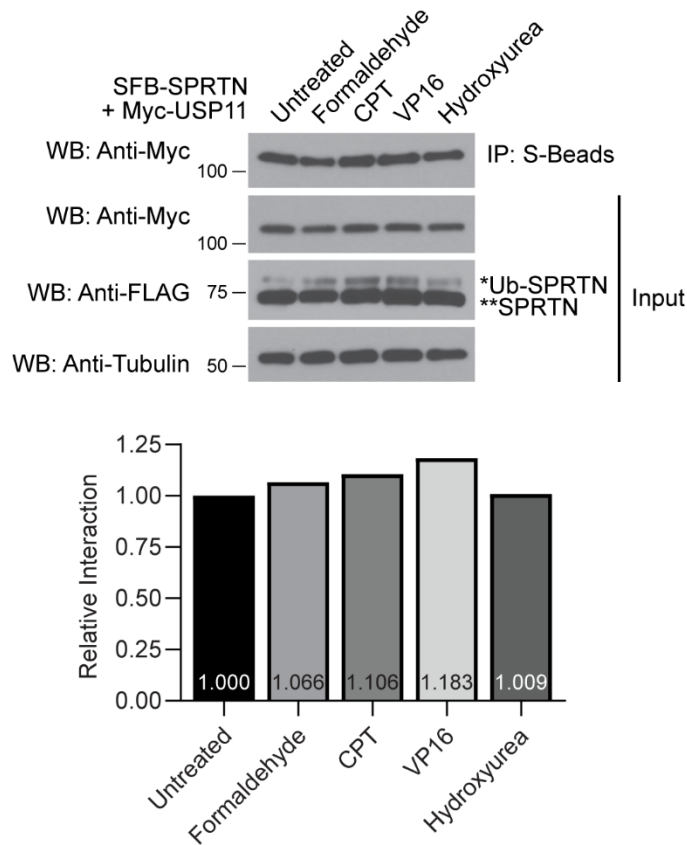 SFB-SPRTN
+ Myc-USP11
Untreated
Formaldehyde
CPT
VP16
Hydroxyurea
WB: Anti-Myc
100
IP: S-Beads
WB: Anti-Myc
100
WB: Anti-FLAG
75
*Ub-SPRTN
**SPRTN
Input
WB: Anti-Tubulin
50
Relative Interaction
1.25
1.00
0.75
0.50
0.25
0.00
1.000
1.066
1.106
1.183
1.009
Untreated
Formaldehyde
CPT
VP16
Hydroxyurea